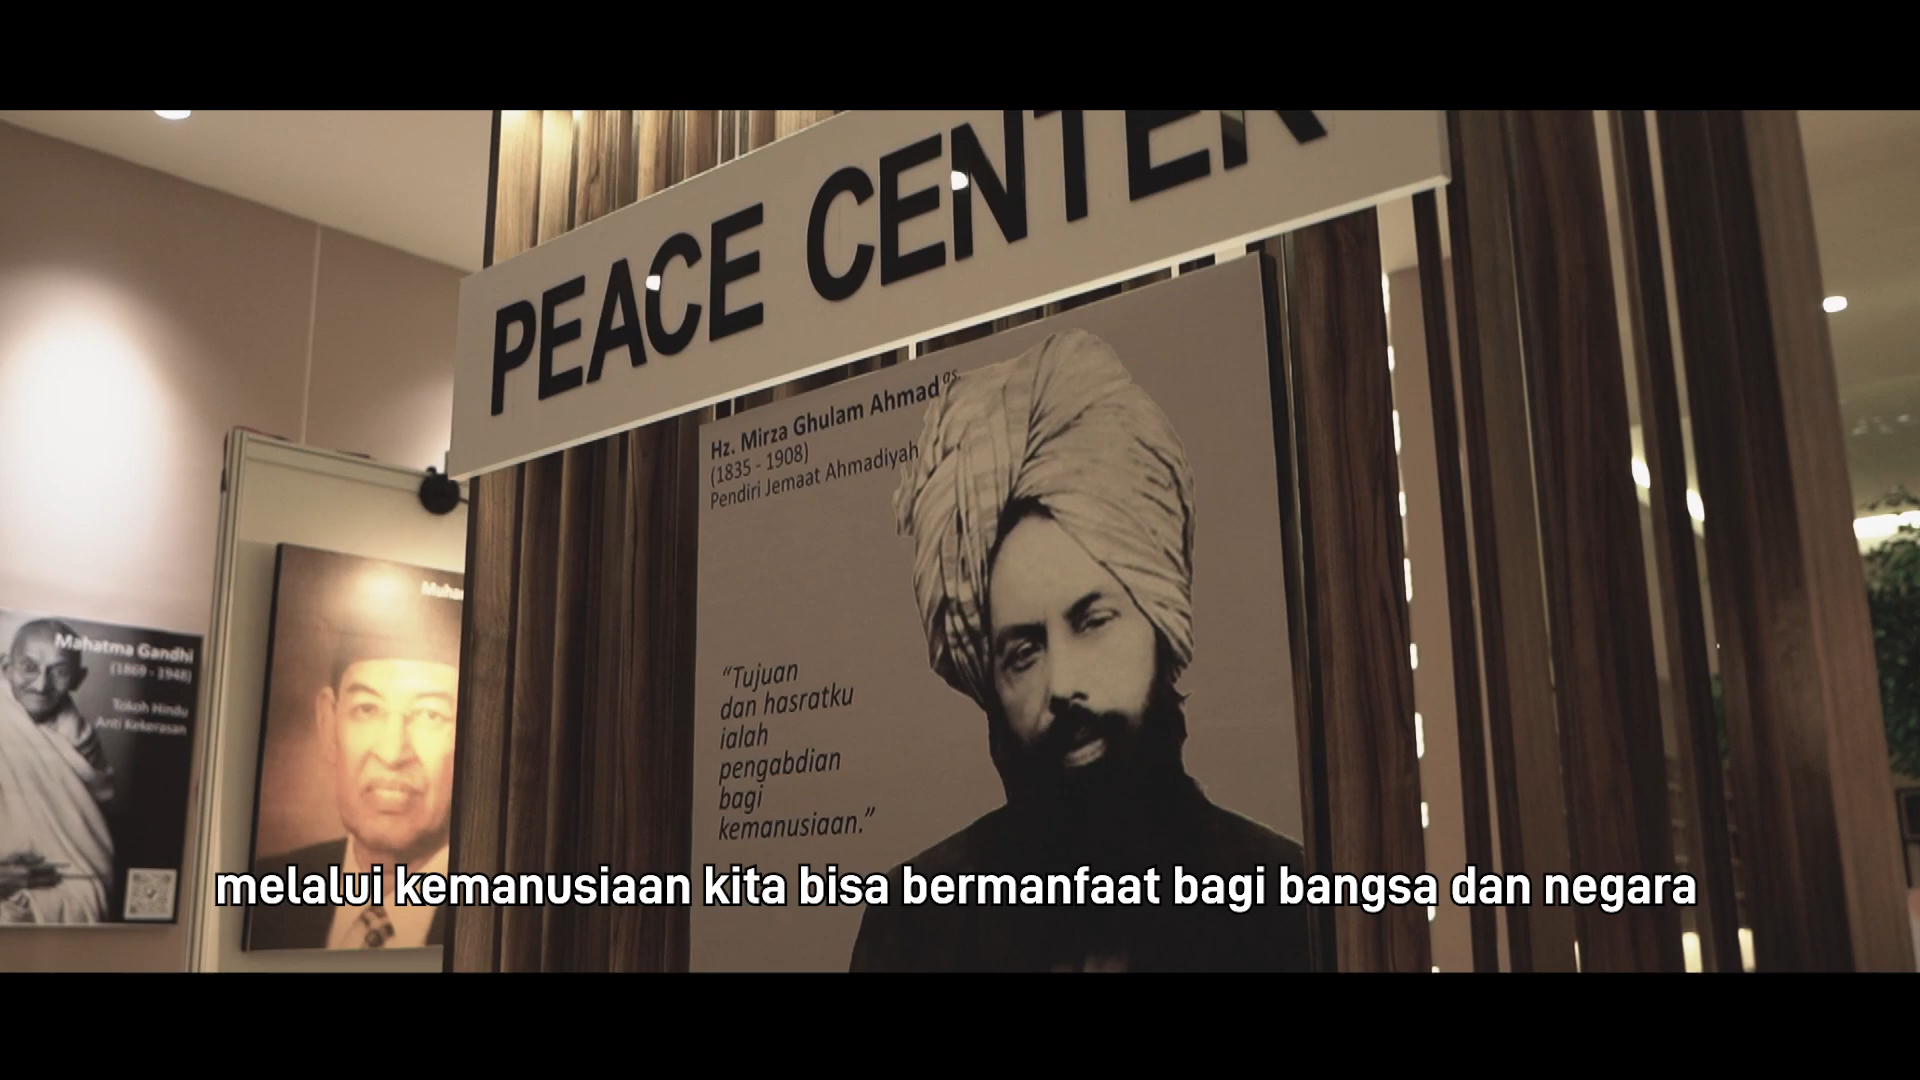 PEACE CENTER
Hz. Mirza Ghulam Ahmad as.
(1835 - 1908)
Pendiri Jemaat Ahmadiyah
"Tujuan
dan hasratku
ialah
pengabdian
bagi
kemanusiaan."
Mahatma Gandhi
(1869 - 1948)
Tokoh Hindu
Anti Kekerasan
melalui kemanusiaan kita bisa bermanfaat bagi bangsa dan negara